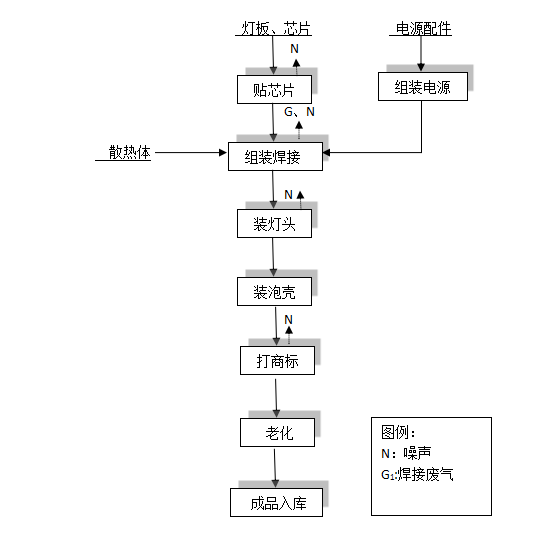 灯板、芯片
电源配件
N
贴芯片
组装电源
G、N
散热体
组装焊接
N
装灯头
装泡壳
N
打商标
老化
成品入库
图例：
N：噪声
G₁:焊接废气